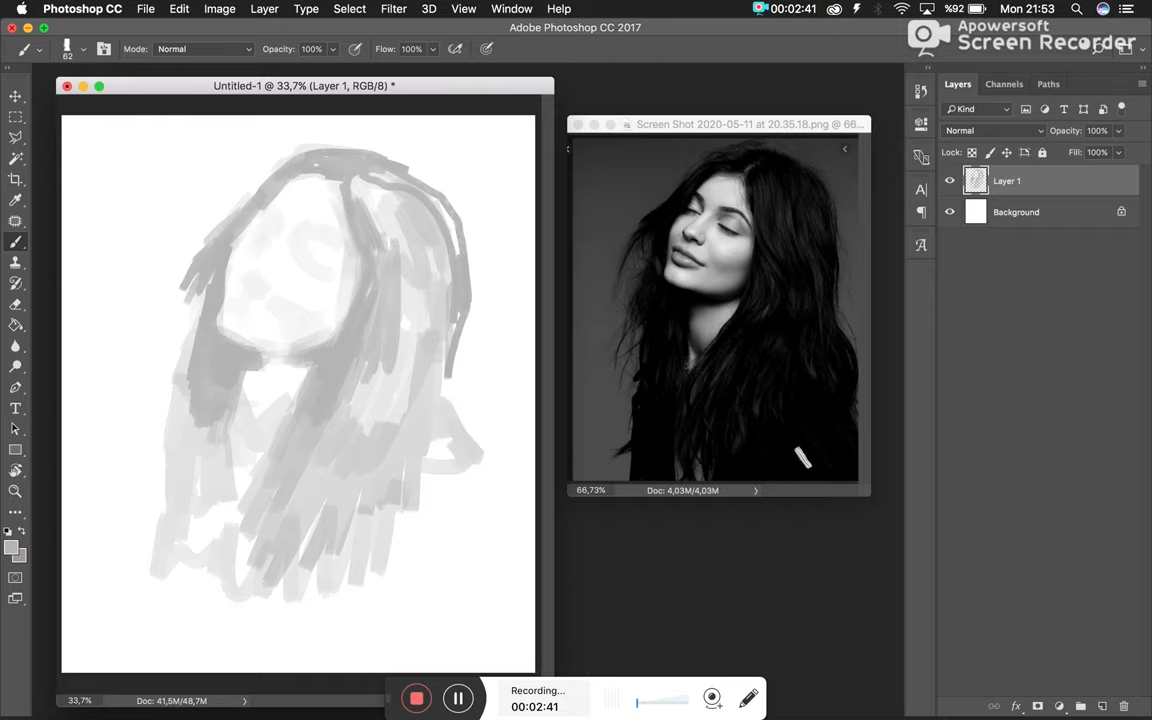 Photoshop CC File Edit Image Layer Type Select Filter 3D View Window Help 00:02:41 %92 Mon 21:53
Adobe Photoshop CC 2017
Apowersoft
Screen Recorder
62 Mode: Normal Opacity: 100% Flow: 100%
Untitled-1 @ 33,7% (Layer 1, RGB/8) *
Screen Shot 2020-05-11 at 20.35.18.png @ 66...
Layers Channels Paths
Kind
Normal Opacity: 100%
Lock: Fill: 100%
Layer 1
Background
66,73% Doc: 4,03M/4,03M
33,7% Doc: 41,5M/48,7M
Recording...
00:02:41